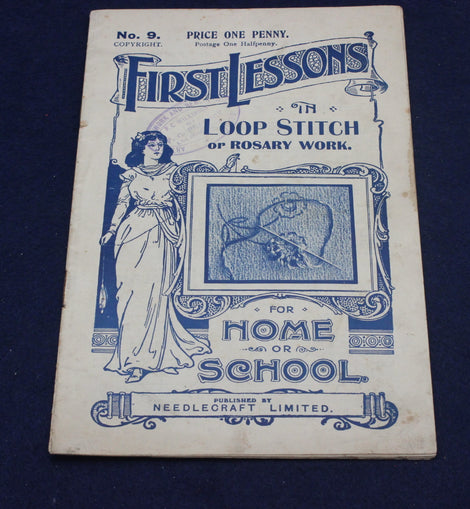 No. 9.
PRICE ONE PENNY.
COPYRIGHT.
Postage One Halfpenny.
FIRST LESSONS
IN
LOOP STITCH
OR ROSARY WORK.
FOR
HOME
OR
SCHOOL.
PUBLISHED BY
NEEDLECRAFT LIMITED.